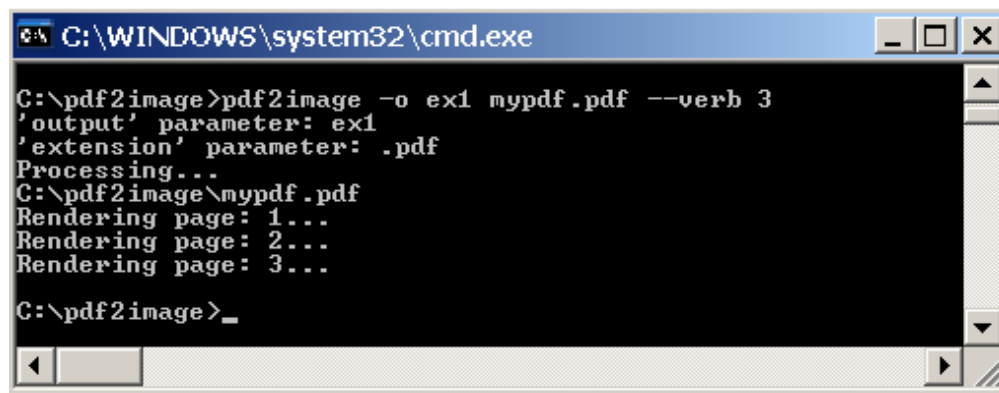 C:\WINDOWS\system32\cmd.exe
C:\pdf2image>pdf2image -o ex1 mypdf.pdf --verb 3
'output' parameter: ex1
'extension' parameter: .pdf
Processing...
C:\pdf2image\mypdf.pdf
Rendering page: 1...
Rendering page: 2...
Rendering page: 3...
C:\pdf2image>_